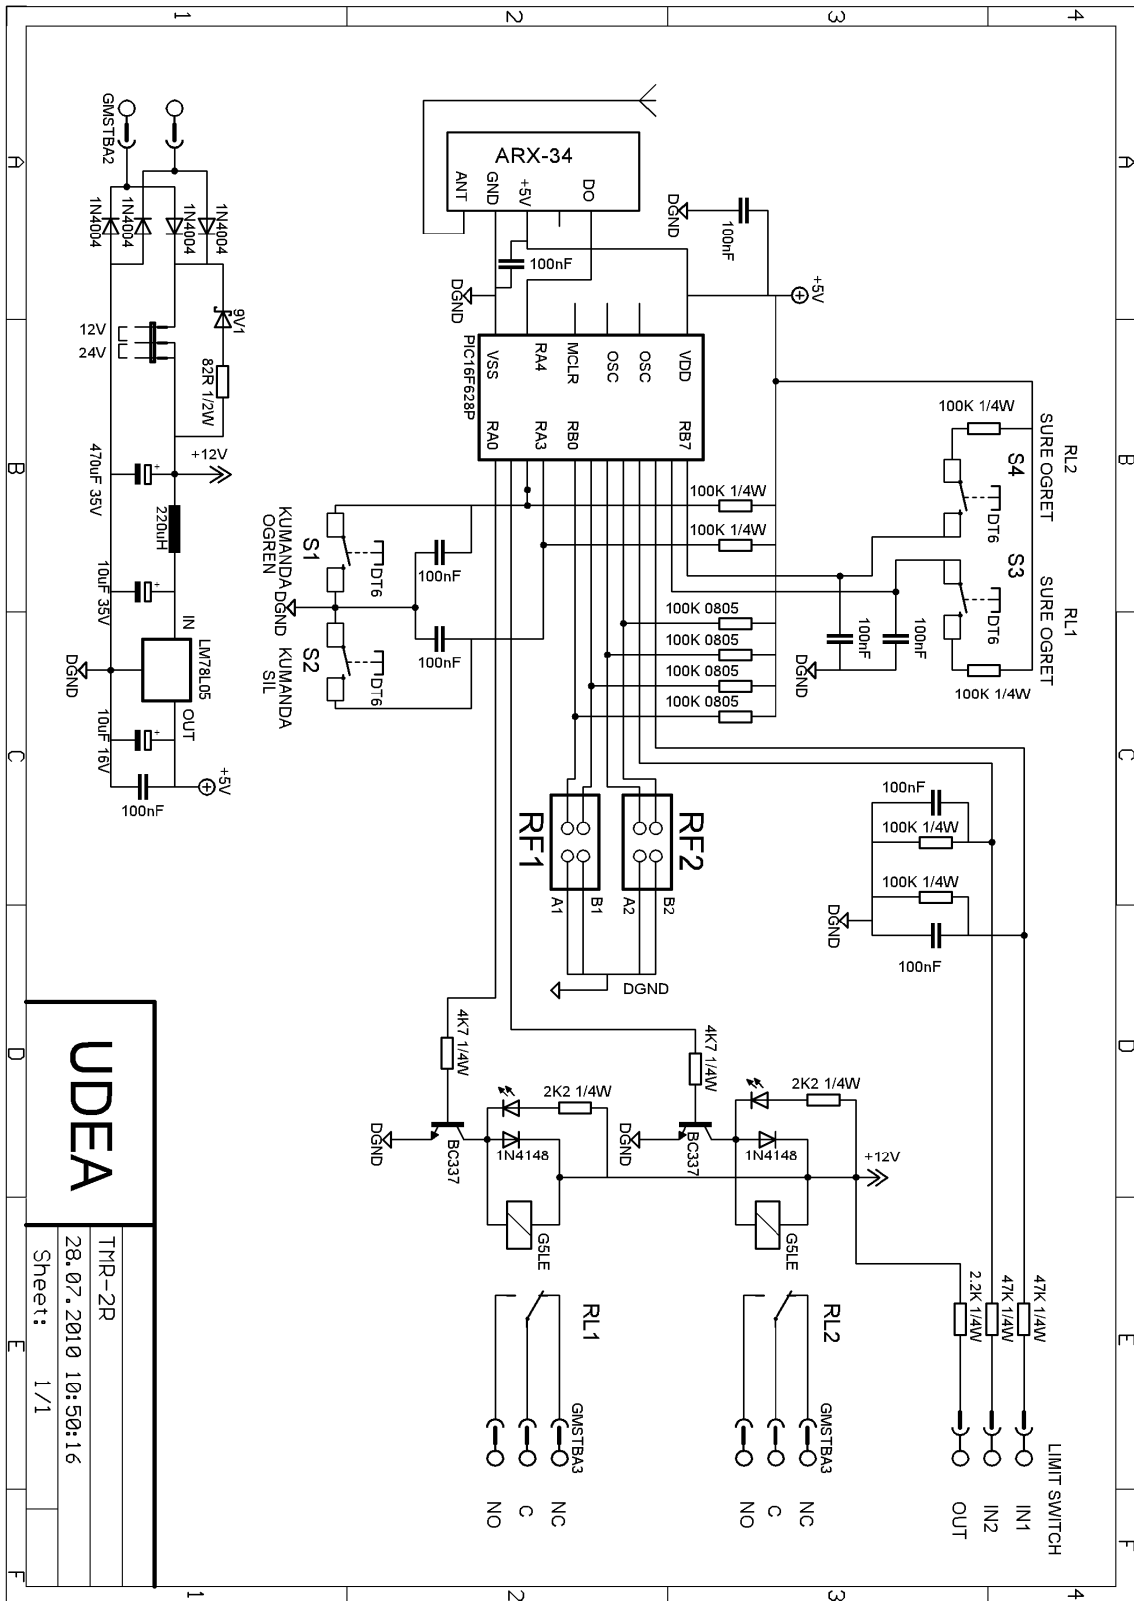 1
2
3
4
A
A
GMSTBA2
1N4004
1N4004
1N4004
1N4004
ARX-34
ANT
GND
+5V
DO
100nF
DGND
DGND
100nF
+5V
12V
24V
9V1
82R 1/2W
PIC16F628P
VSS
RA4
MCLR
OSC
OSC
VDD
RA0
RA3
RB0
RB7
B
B
470uF 35V
+12V
220uH
10uF 35V
IN
LM78L05
OUT
DGND
10uF 16V
100nF
+5V
KUMANDA
OGREN
S1
DT6
DGND
S2
DT6
KUMANDA
SIL
100nF
100nF
100K 1/4W
100K 1/4W
100K 0805
100K 0805
100K 0805
100K 0805
100K 1/4W
RL2
SURE OGRET
S4
DT6
S3
DT6
RL1
SURE OGRET
100K 1/4W
100nF
100nF
DGND
C
C
RF1
RF2
A1
B1
A2
B2
DGND
100nF
100K 1/4W
100K 1/4W
100nF
DGND
D
D
4K7 1/4W
DGND
BC337
2K2 1/4W
1N4148
G5LE
4K7 1/4W
DGND
BC337
2K2 1/4W
1N4148
G5LE
+12V
2.2K 1/4W
47K 1/4W
47K 1/4W
E
E
RL1
RL2
GMSTBA3
GMSTBA3
NO
C
NC
NO
C
NC
LIMIT SWITCH
OUT
IN2
IN1
UDEA
TMR-2R
28.07.2010 10:50:16
Sheet: 1/1
F
F
1
2
3
4